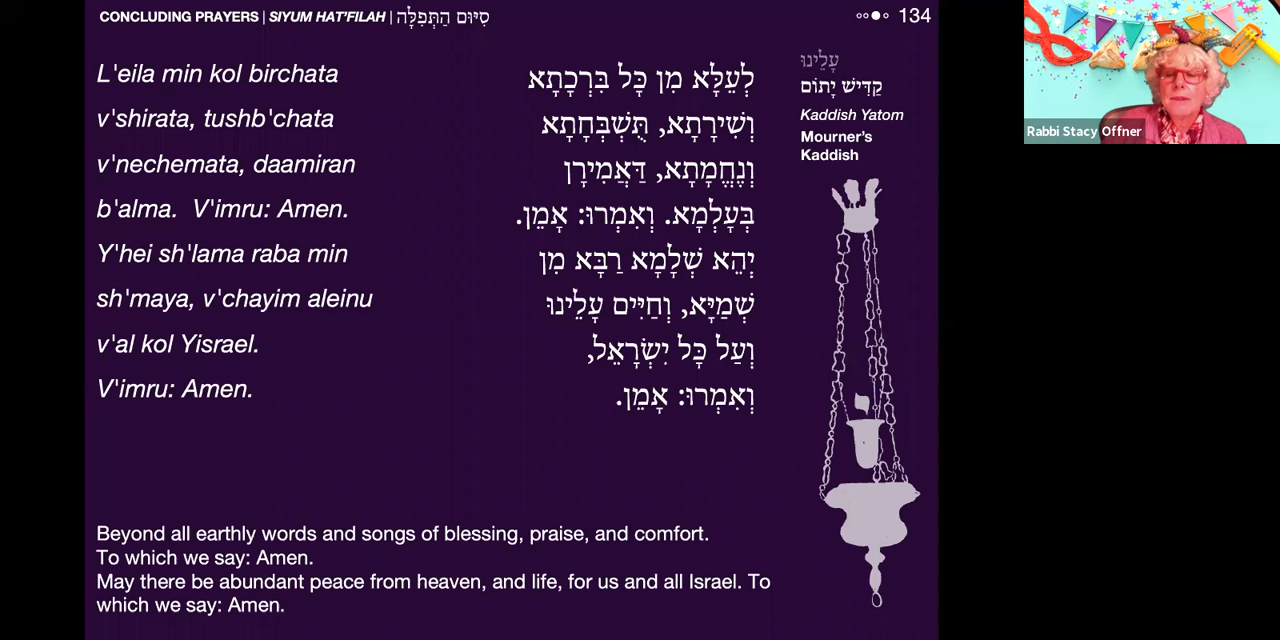 CONCLUDING PRAYERS | SIYUM HAT'FILAH | סִיּוּם הַתְּפִלָּה
134
L'eila min kol birchata
v'shirata, tushb'chata
v'nechemata, daamiran
b'alma. V'imru: Amen.
Y'hei sh'lama raba min
sh'maya, v'chayim aleinu
v'al kol Yisrael.
V'imru: Amen.
לְעֵלָּא מִן כָּל בִּרְכָתָא
וְשִׁירָתָא, תֻּשְׁבְּחָתָא
וְנֶחֱמָתָא, דַּאֲמִירָן
בְּעָלְמָא. וְאִמְרוּ: אָמֵן.
יְהֵא שְׁלָמָא רַבָּא מִן
שְׁמַיָּא, וְחַיִּים עָלֵינוּ
וְעַל כָּל יִשְׂרָאֵל,
וְאִמְרוּ: אָמֵן.
עָלֵינוּ
קַדִּישׁ יָתוֹם
Kaddish Yatom
Mourner's
Kaddish
Beyond all earthly words and songs of blessing, praise, and comfort.
To which we say: Amen.
May there be abundant peace from heaven, and life, for us and all Israel. To
which we say: Amen.
Rabbi Stacy Offner